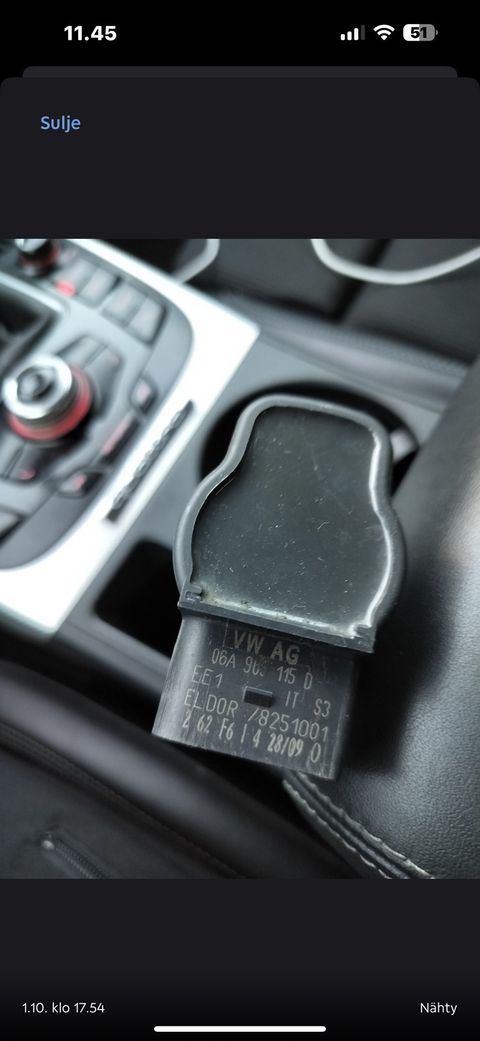 11.45
51
Sulje
VW AG
06A 905 115 D
EE1 IT S3
ELDOR 78251001
2 62 F6 I 4 28/09 0
1.10. klo 17.54
Nähty